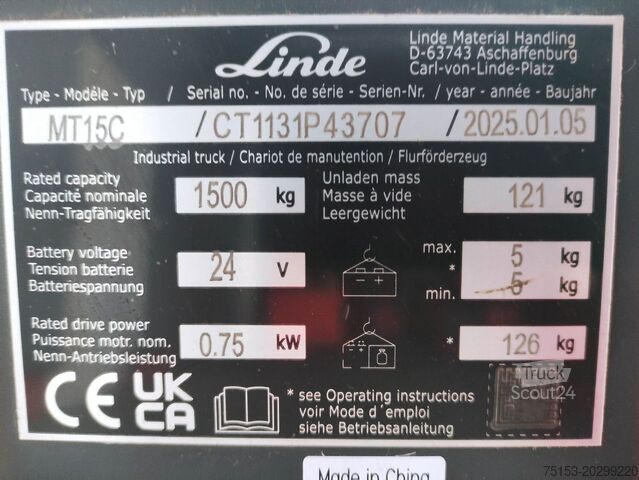 Linde
Linde Material Handling
D-63743 Aschaffenburg
Carl-von-Linde-Platz
Type - Modéle - Typ / Serial no. - No. de série - Serien-Nr. / year - année - Baujahr
MT15C / CT1131P43707 / 2025.01.05
Industrial truck / Chariot de manutention / Flurförderzeug
Rated capacity
Capacité nominale
Nenn-Tragfähigkeit
1500 kg
Unladen mass
Masse à vide
Leergewicht
121 kg
Battery voltage
Tension batterie
Batteriespannung
24 V
max. 5 kg
*
min. 5 kg
Rated drive power
Puissance motr. nom.
Nenn-Antriebsleistung
0.75 kW
* 126 kg
CE UK CA
* see Operating instructions
voir Mode d´emploi
siehe Betriebsanleitung
Truck
Scout24
Made in China
75153-20299220